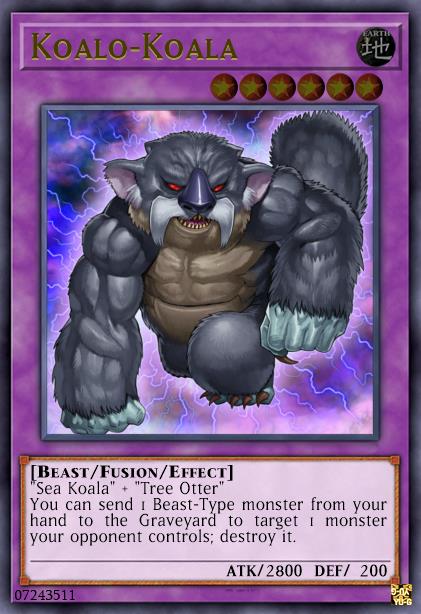 Koalo-Koala
EARTH
地
[Beast/Fusion/Effect]
"Sea Koala" + "Tree Otter"
You can send 1 Beast-Type monster from your
hand to the Graveyard to target 1 monster
your opponent controls; destroy it.
ATK/2800 DEF/ 200
07243511